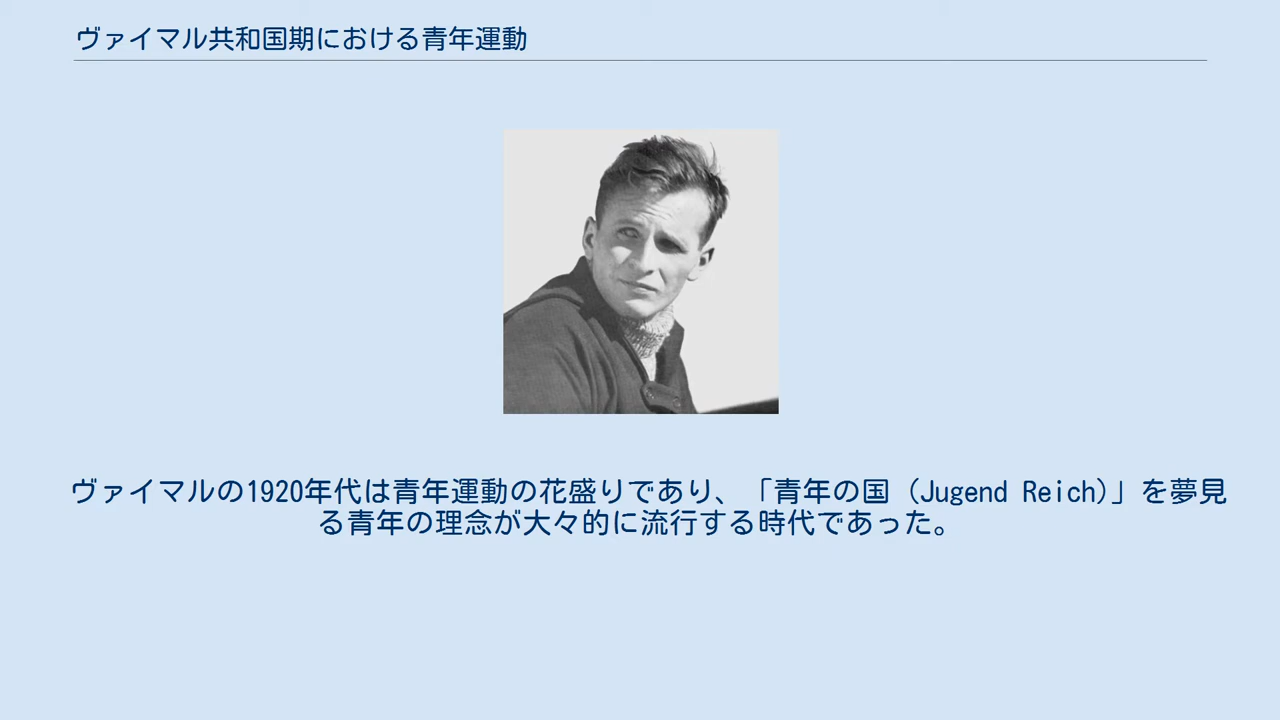 ヴァイマル共和国期における青年運動
ヴァイマルの1920年代は青年運動の花盛りであり、「青年の国（Jugend Reich)」を夢見
る青年の理念が大々的に流行する時代であった。